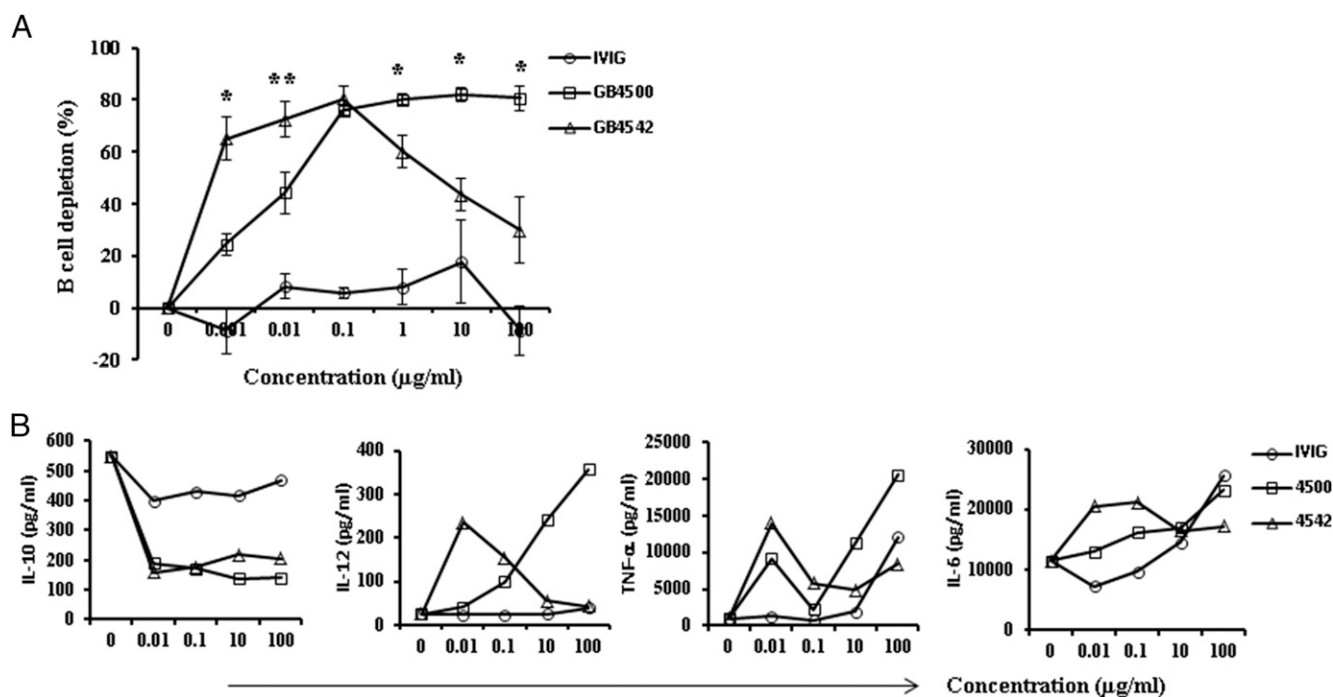 A
B cell depletion (%)
100
80
60
40
20
0
-20
* ** * * *
IVIG
GB4500
GB4542
0 0.001 0.01 0.1 1 10 100
Concentration (µg/ml)
B
IL-10 (pg/ml)
600
500
400
300
200
100
0
0 0.01 0.1 10 100
IL-12 (pg/ml)
400
300
200
100
0
0 0.01 0.1 10 100
TNF-α (pg/ml)
25000
20000
15000
10000
5000
0
0 0.01 0.1 10 100
IL-6 (pg/ml)
30000
20000
10000
0
0 0.01 0.1 10 100
IVIG
4500
4542
Concentration (µg/ml)